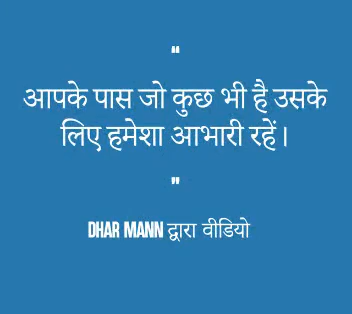 "
आपके पास जो कुछ भी है उसके
लिए हमेशा आभारी रहें।
"
DHAR MANN द्वारा वीडियो